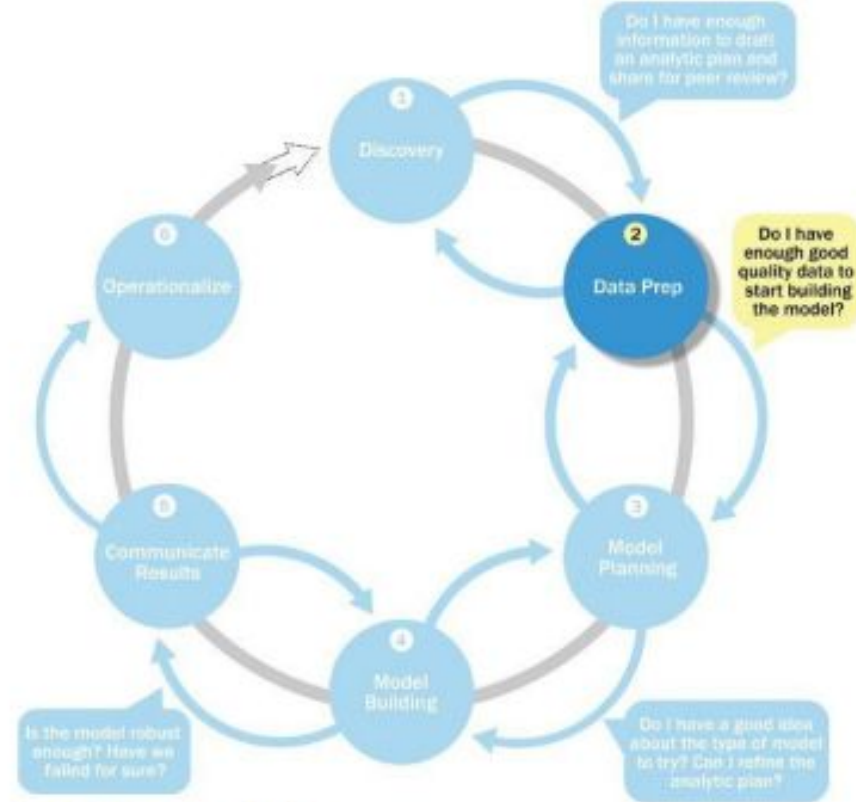 Do I have enough
information to draft
an analytic plan and
share for peer review?
1
Discovery
2
Data Prep
Do I have
enough good
quality data to
start building
the model?
3
Model
Planning
Do I have a good idea
about the type of model
to try? Can I refine the
analytic plan?
4
Model
Building
Is the model robust
enough? Have we
failed for sure?
5
Communicate
Results
6
Operationalize